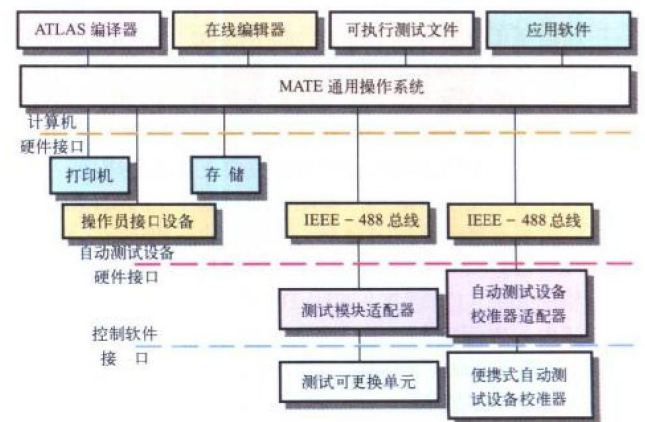 ATLAS 编译器
在线编辑器
可执行测试文件
应用软件
MATE 通用操作系统
计算机
硬件接口
打印机
存 储
操作员接口设备
IEEE－488 总线
IEEE－488 总线
自动测试设备
硬件接口
测试模块适配器
自动测试设备
校准器适配器
控制软件
接 口
测试可更换单元
便携式自动测
试设备校准器